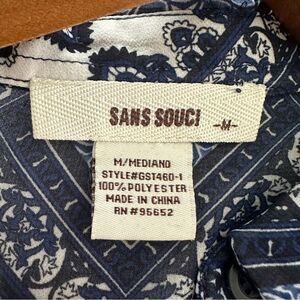 SANS SOUCI -M-
M/MEDIANO
STYLE#GST460-1
100% POLYESTER
MADE IN CHINA
RN #95652